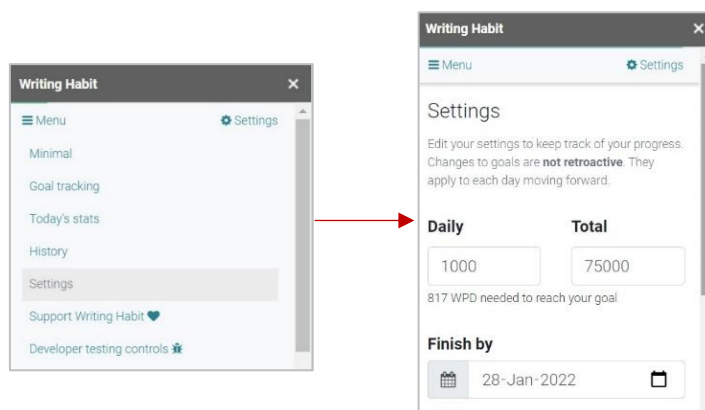 Writing Habit
Menu Settings
Minimal
Goal tracking
Today's stats
History
Settings
Support Writing Habit
Developer testing controls
Writing Habit
Menu Settings
Settings
Edit your settings to keep track of your progress.
Changes to goals are not retroactive. They
apply to each day moving forward.
Daily Total
1000 75000
817 WPD needed to reach your goal
Finish by
28-Jan-2022